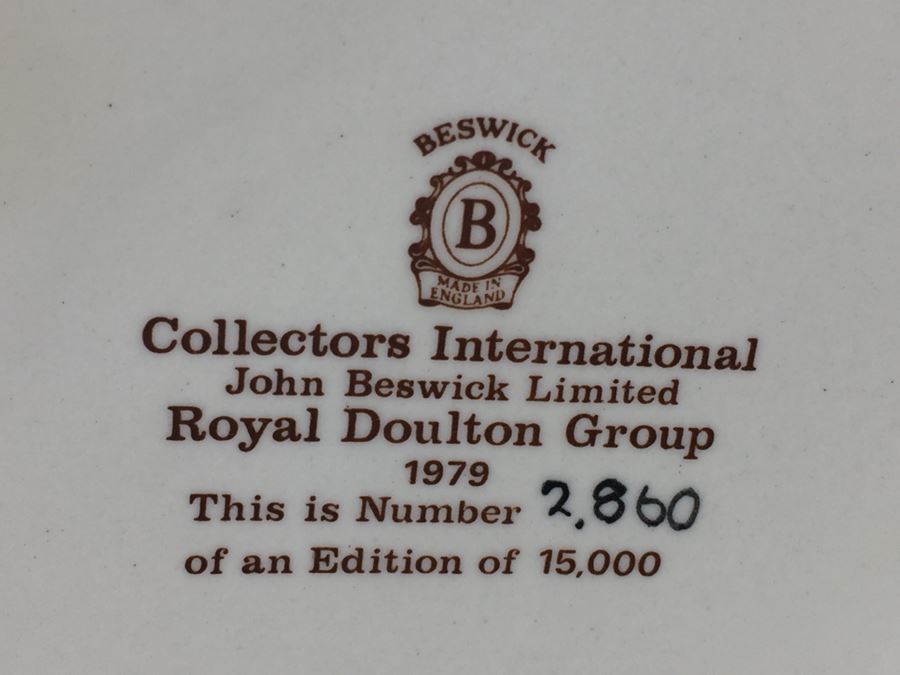 BESWICK
B
MADE IN
ENGLAND
Collectors International
John Beswick Limited
Royal Doulton Group
1979
This is Number 2,860
of an Edition of 15,000